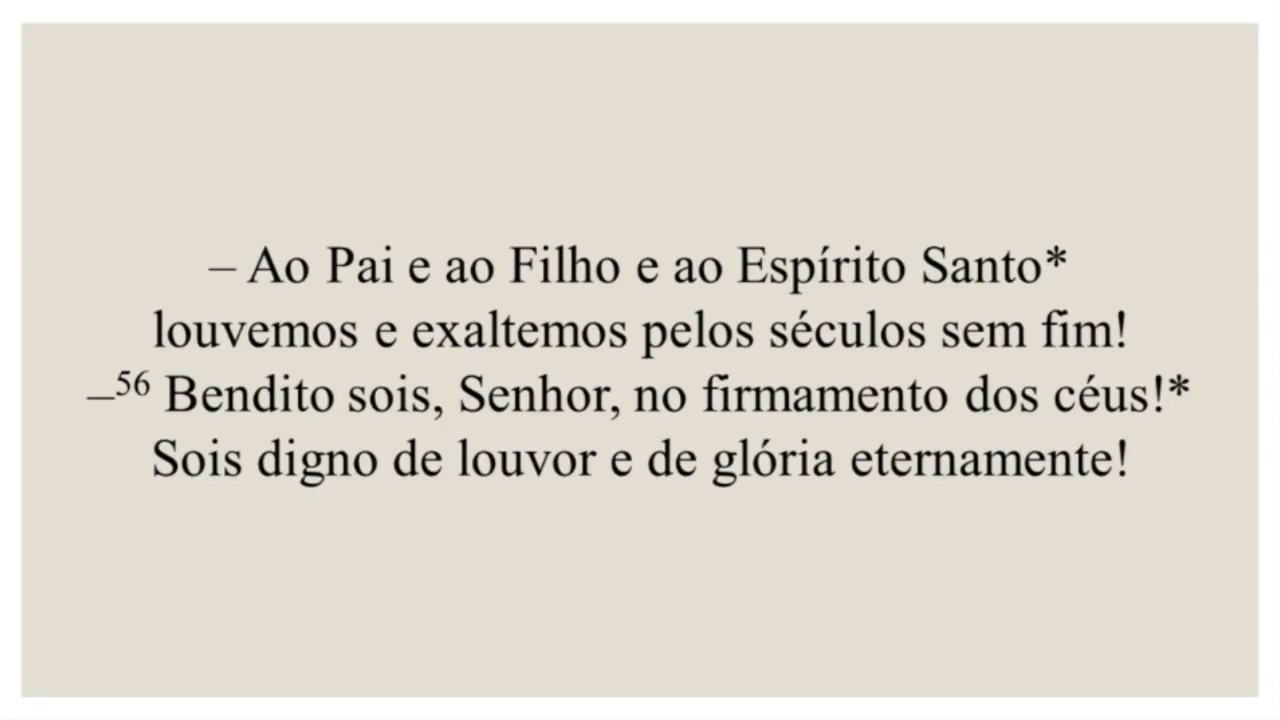 – Ao Pai e ao Filho e ao Espírito Santo*
louvemos e exaltemos pelos séculos sem fim!
–⁵⁶ Bendito sois, Senhor, no firmamento dos céus!*
Sois digno de louvor e de glória eternamente!